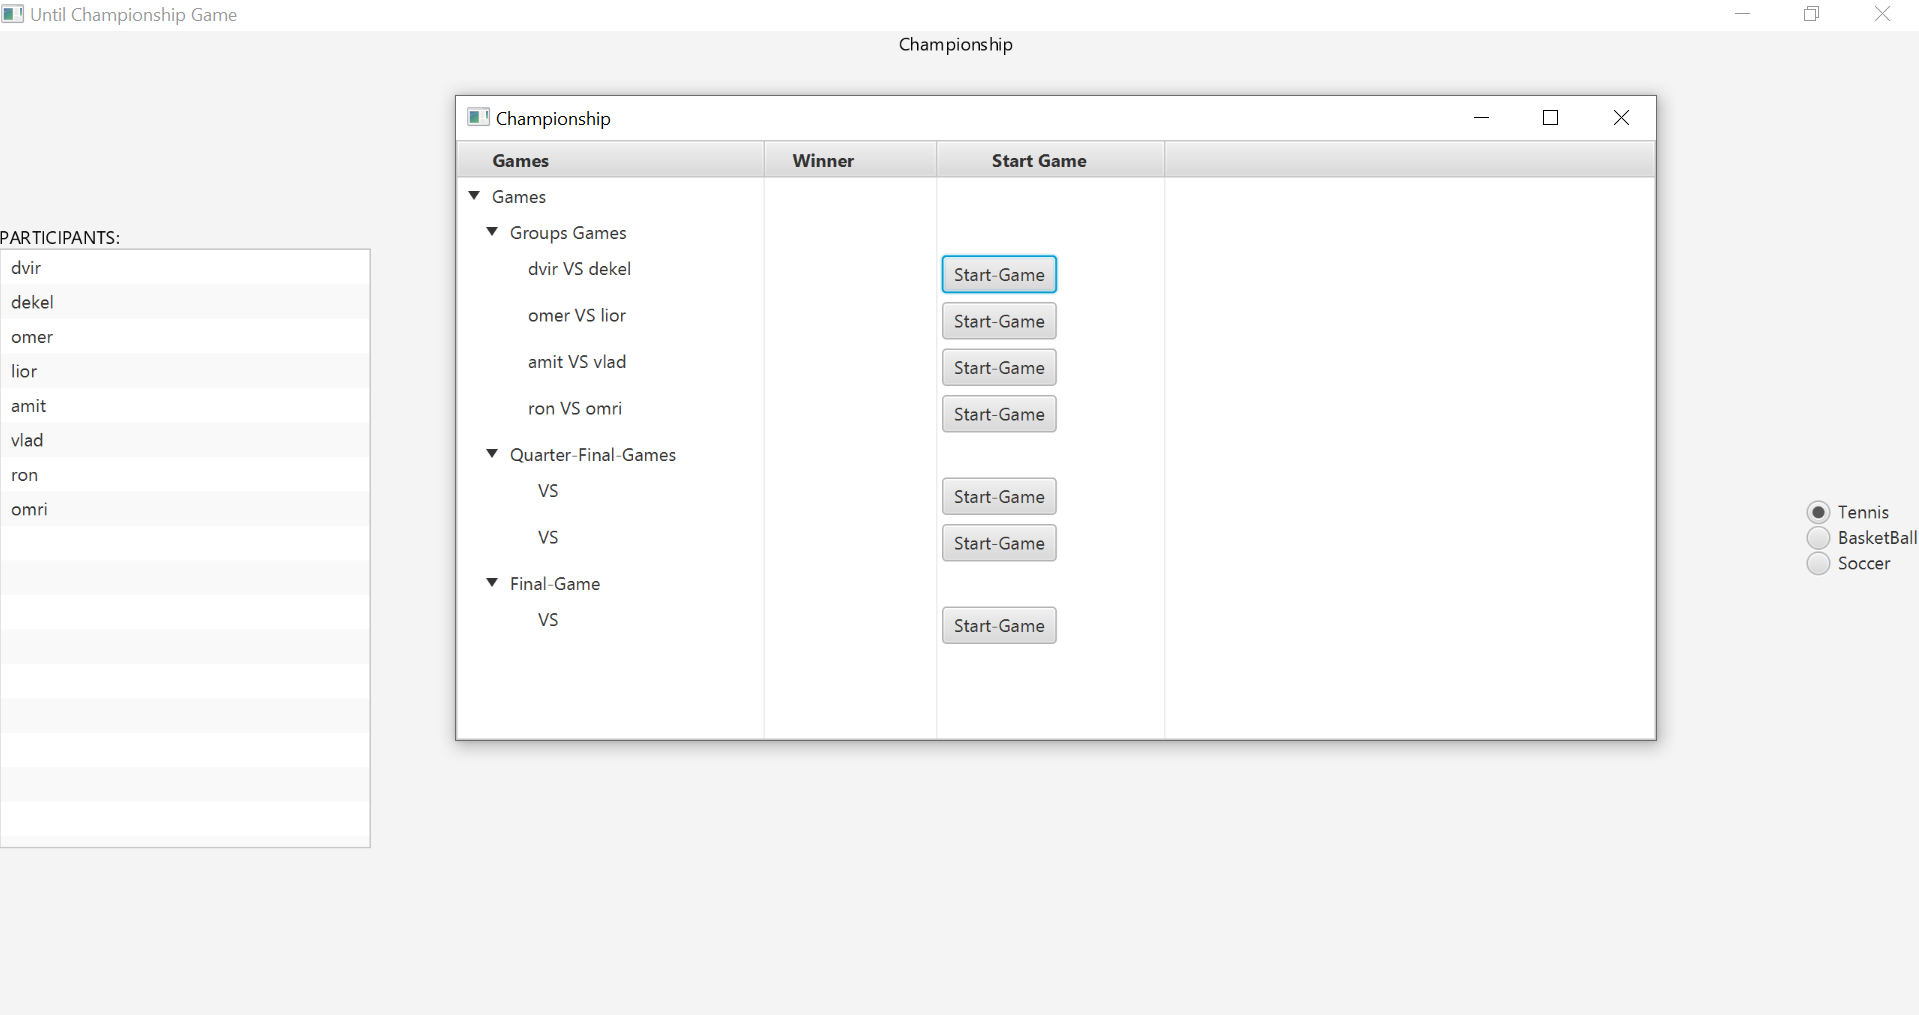 Until Championship Game
Championship
Championship
Games Winner Start Game
Games
Groups Games
dvir VS dekel Start-Game
omer VS lior Start-Game
amit VS vlad Start-Game
ron VS omri Start-Game
Quarter-Final-Games
VS Start-Game
VS Start-Game
Final-Game
VS Start-Game
PARTICIPANTS:
dvir
dekel
omer
lior
amit
vlad
ron
omri
Tennis
BasketBall
Soccer